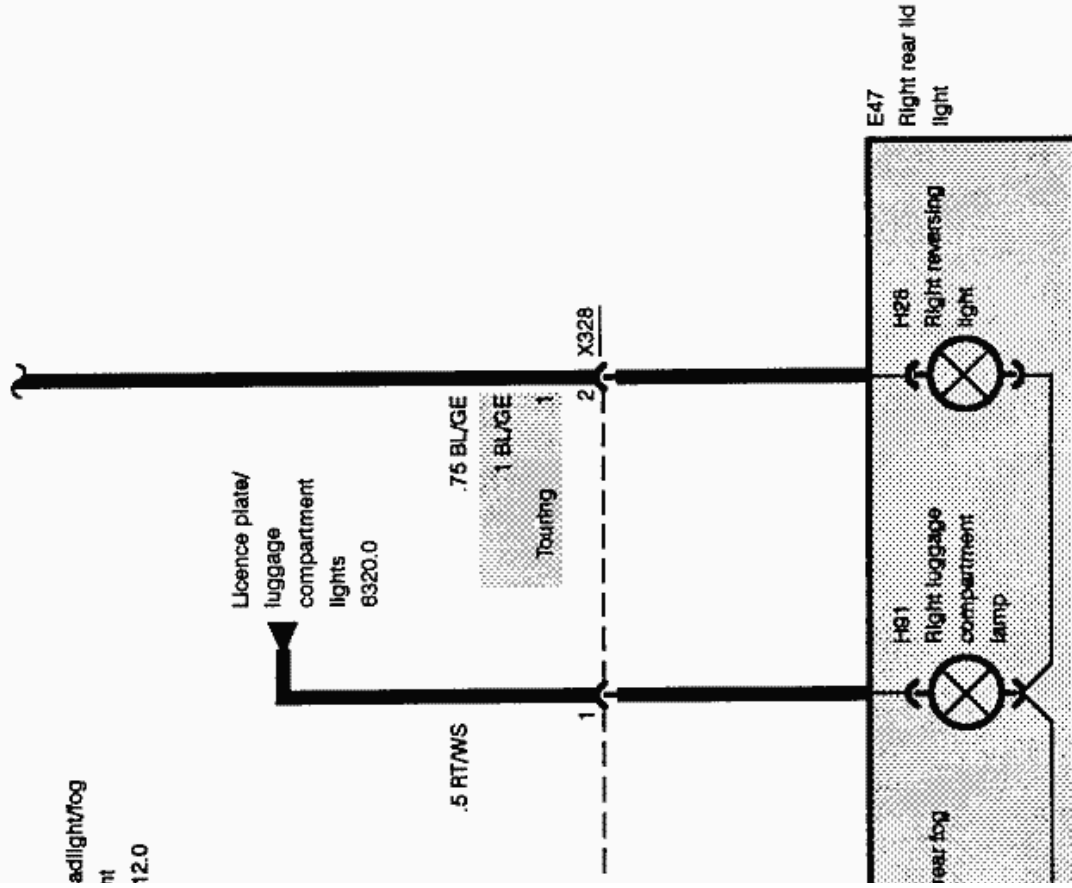 E47
Right rear lid
light
H26
Right reversing
light
X328
2
.75 BL/GE
1 BL/GE
1
Touring
Licence plate/
luggage
compartment
lights
6320.0
H91
Right luggage
compartment
lamp
1
.5 RT/WS
adlight/fog
nt
12.0
rear fog